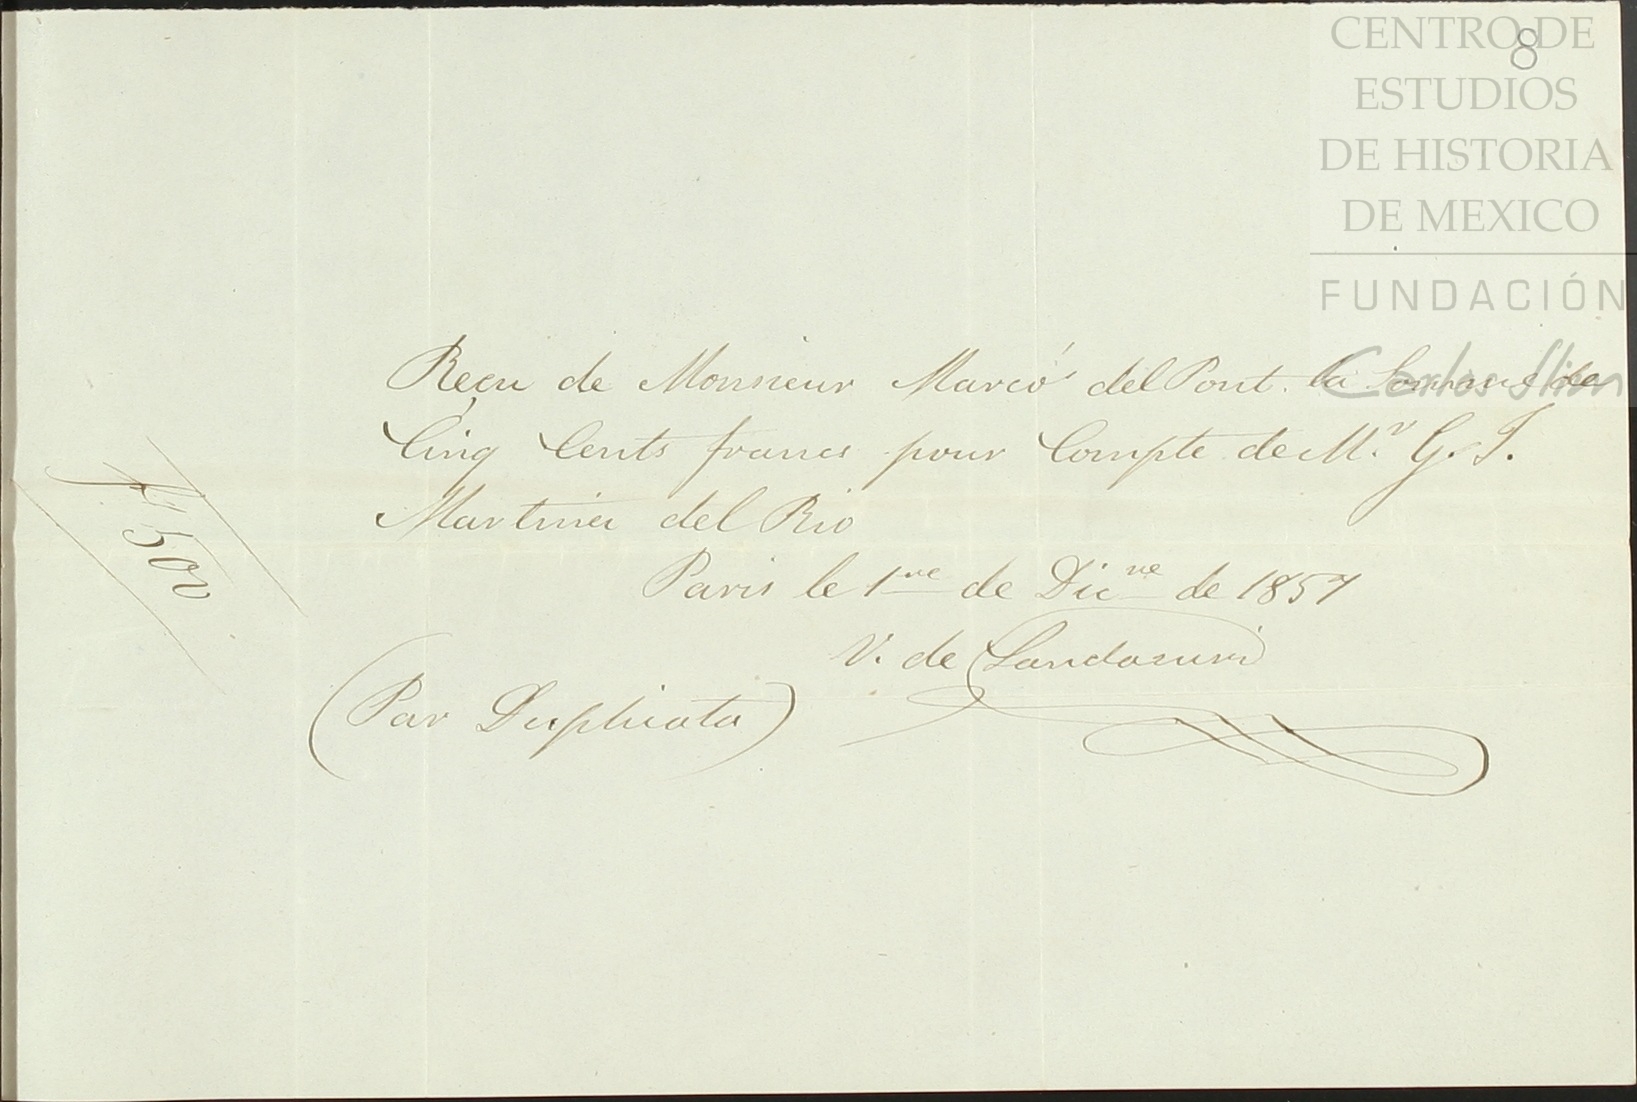 8
CENTRO DE
ESTUDIOS
DE HISTORIA
DE MEXICO
FUNDACIÓN
Carlos Slim
Reçu de Monsieur Marcó del Pont la Somme de
Cinq Cents francs pour Compte de M.r G. J.
Martinez del Rio
Paris le 1re de Dicre de 1857
V. de Landazuri
(Par Duplicata)
fs 500